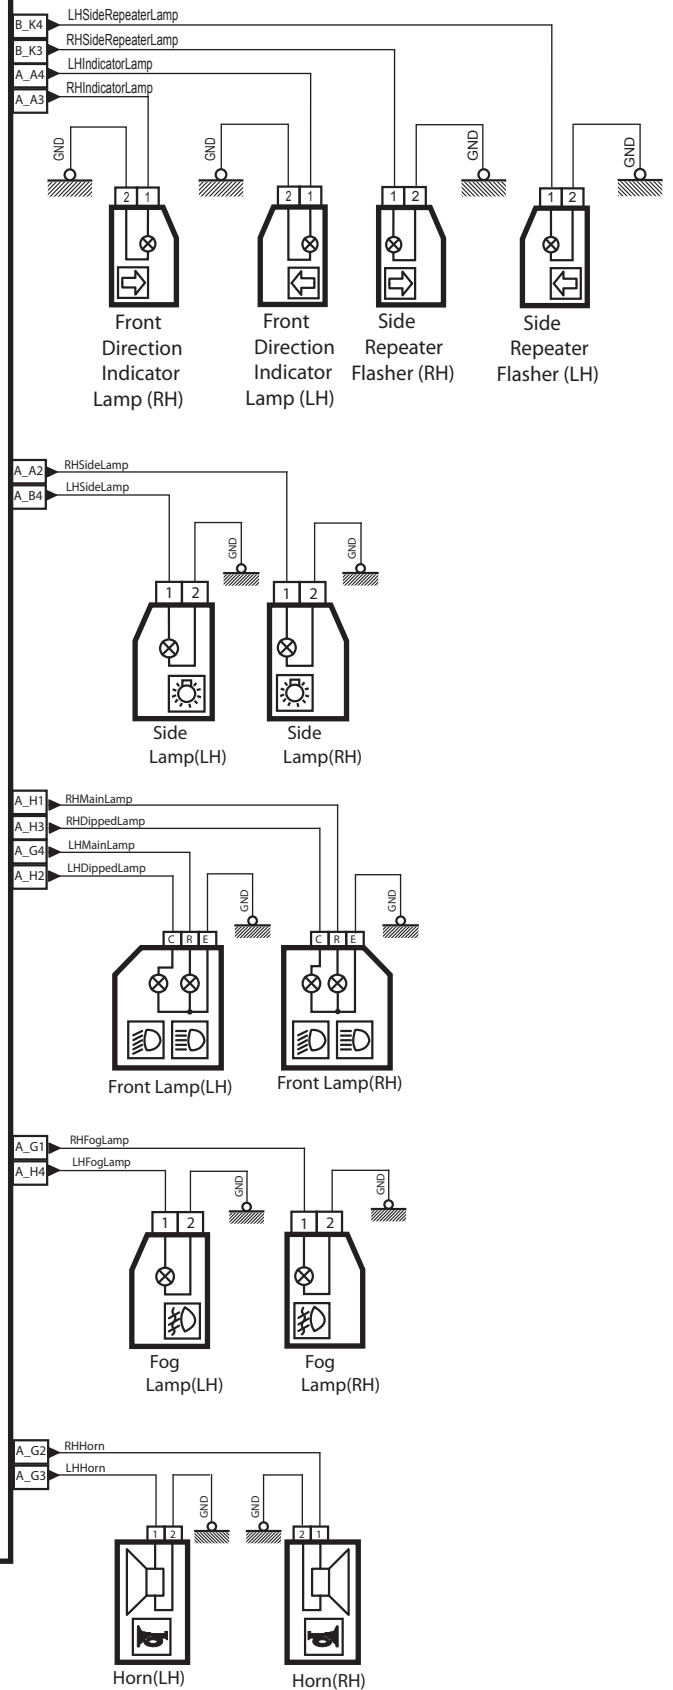 B_K4 LHSideRepeaterLamp
B_K3 RHSideRepeaterLamp
A_A4 LHIndicatorLamp
A_A3 RHIndicatorLamp
GND GND GND GND
2 1 2 1 1 2 1 2
Front
Direction
Indicator
Lamp (RH)
Front
Direction
Indicator
Lamp (LH)
Side
Repeater
Flasher (RH)
Side
Repeater
Flasher (LH)
A_A2 RHSideLamp
A_B4 LHSideLamp
GND GND
1 2 1 2
Side
Lamp(LH)
Side
Lamp(RH)
A_H1 RHMainLamp
A_H3 RHDippedLamp
A_G4 LHMainLamp
A_H2 LHDippedLamp
GND GND
C R E C R E
Front Lamp(LH)
Front Lamp(RH)
A_G1 RHFogLamp
A_H4 LHFogLamp
GND GND
1 2 1 2
Fog
Lamp(LH)
Fog
Lamp(RH)
A_G2 RHHorn
A_G3 LHHorn
GND GND
1 2 2 1
Horn(LH)
Horn(RH)